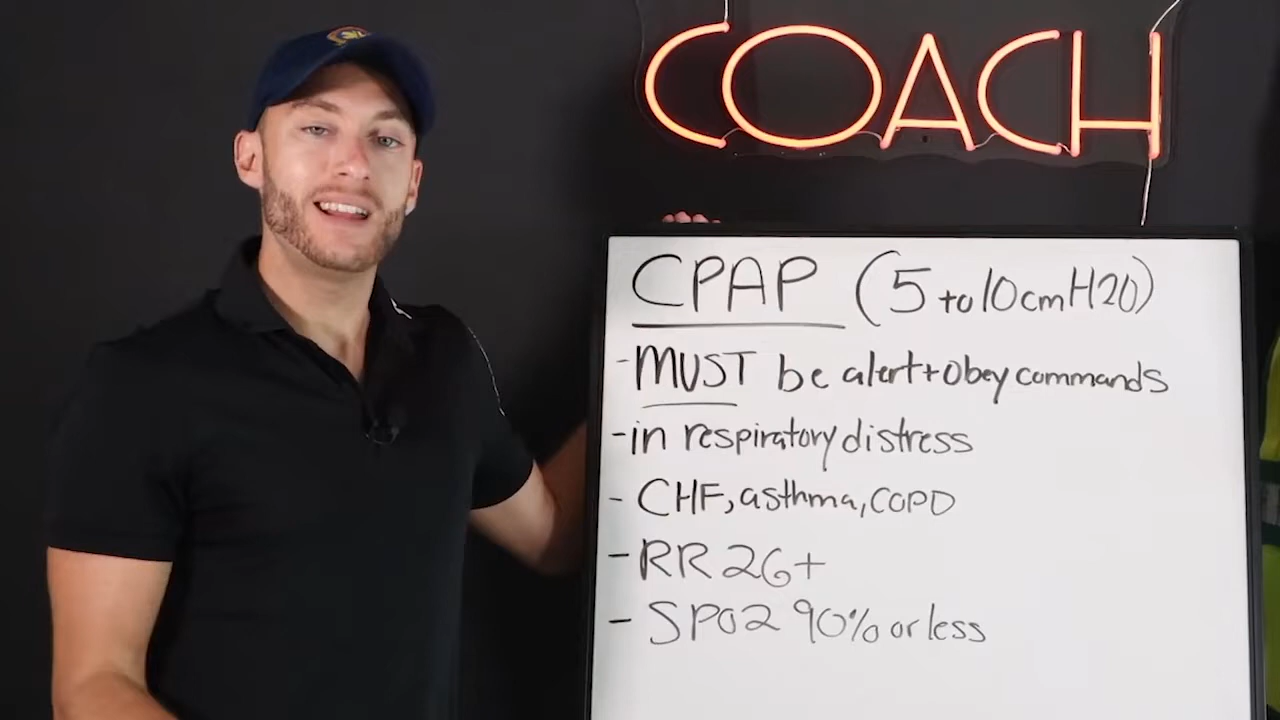 COACH
CPAP (5 to 10cmH20)
- MUST be alert + obey commands
- in respiratory distress
- CHF, asthma, COPD
- RR 26+
- SPO2 90% or less